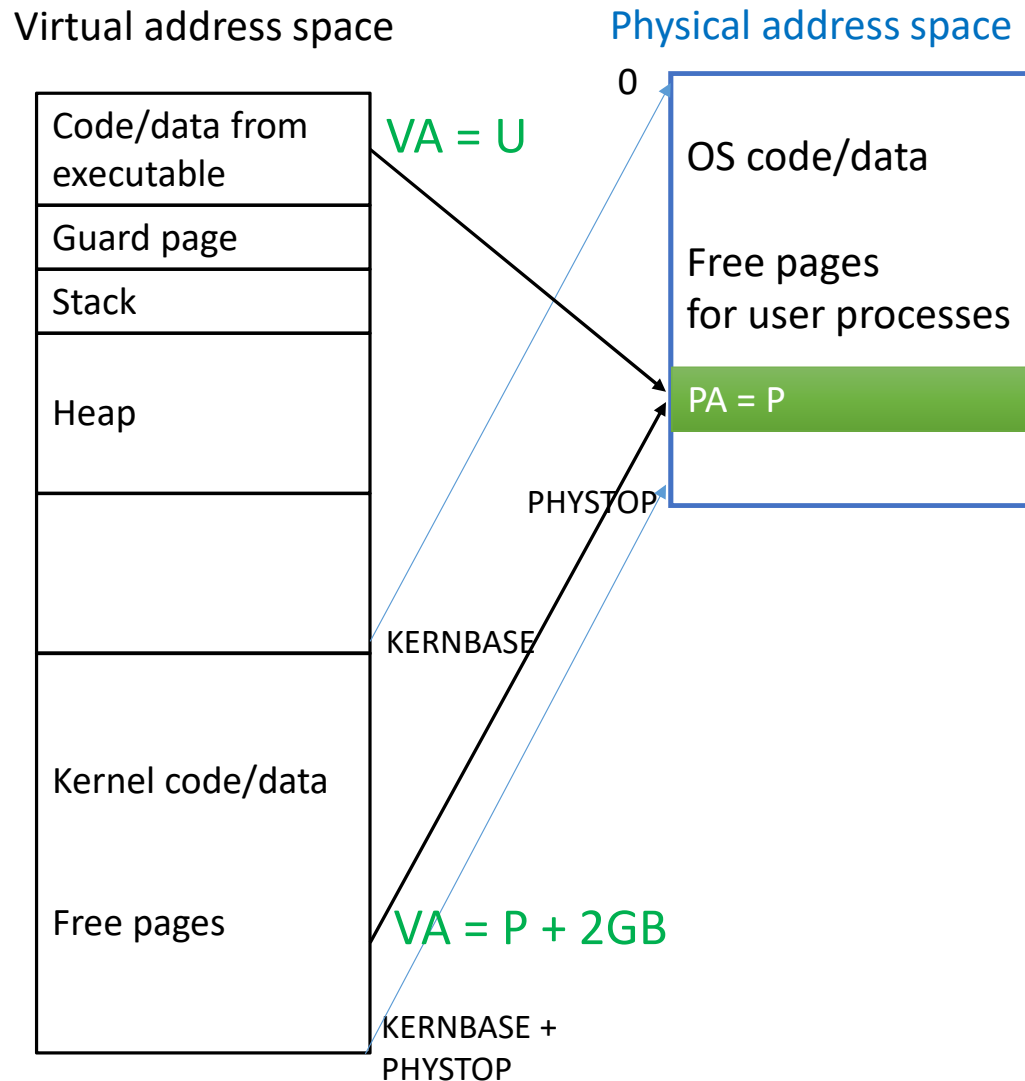 Virtual address space
Physical address space
0
Code/data from
executable
VA = U
OS code/data
Guard page
Free pages
for user processes
Stack
Heap
PA = P
PHYSTOP
KERNBASE
Kernel code/data
Free pages
VA = P + 2GB
KERNBASE +
PHYSTOP